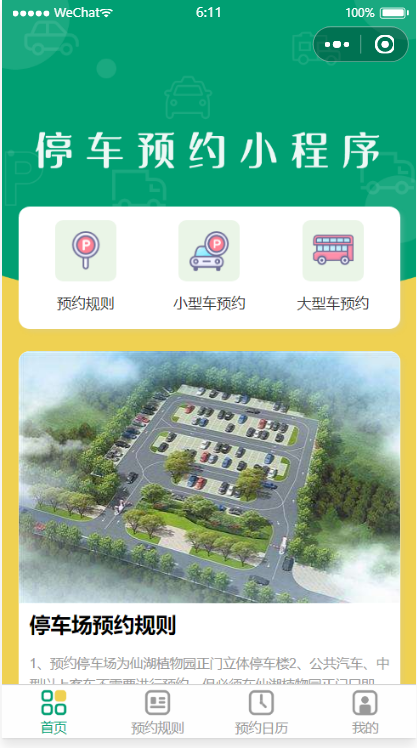 WeChat 6:11 100%
停车预约小程序
P P
预约规则 小型车预约 大型车预约
停车场预约规则
1、预约停车场为仙湖植物园正门立体停车楼2、公共汽车、中
型以上客车不需要进行预约，但必须在仙湖植物园正门口即
首页 预约规则 预约日历 我的